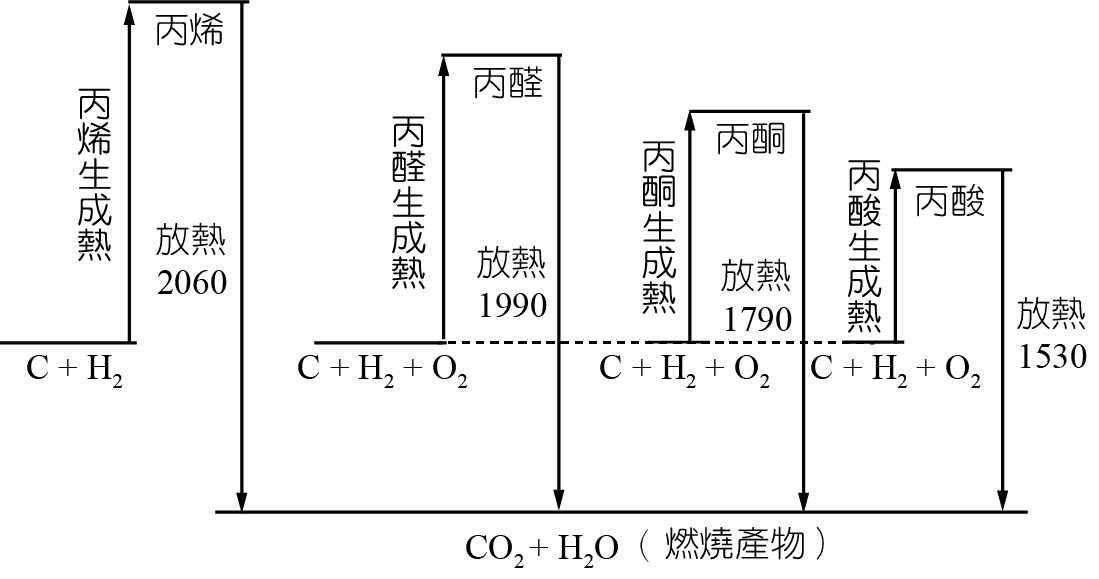 丙烯
丙烯生成熱
放熱
2060
C + H₂
丙醛
丙醛生成熱
放熱
1990
C + H₂ + O₂
丙酮
丙酮生成熱
放熱
1790
C + H₂ + O₂
丙酸
丙酸生成熱
放熱
1530
C + H₂ + O₂
CO₂ + H₂O（燃燒產物）